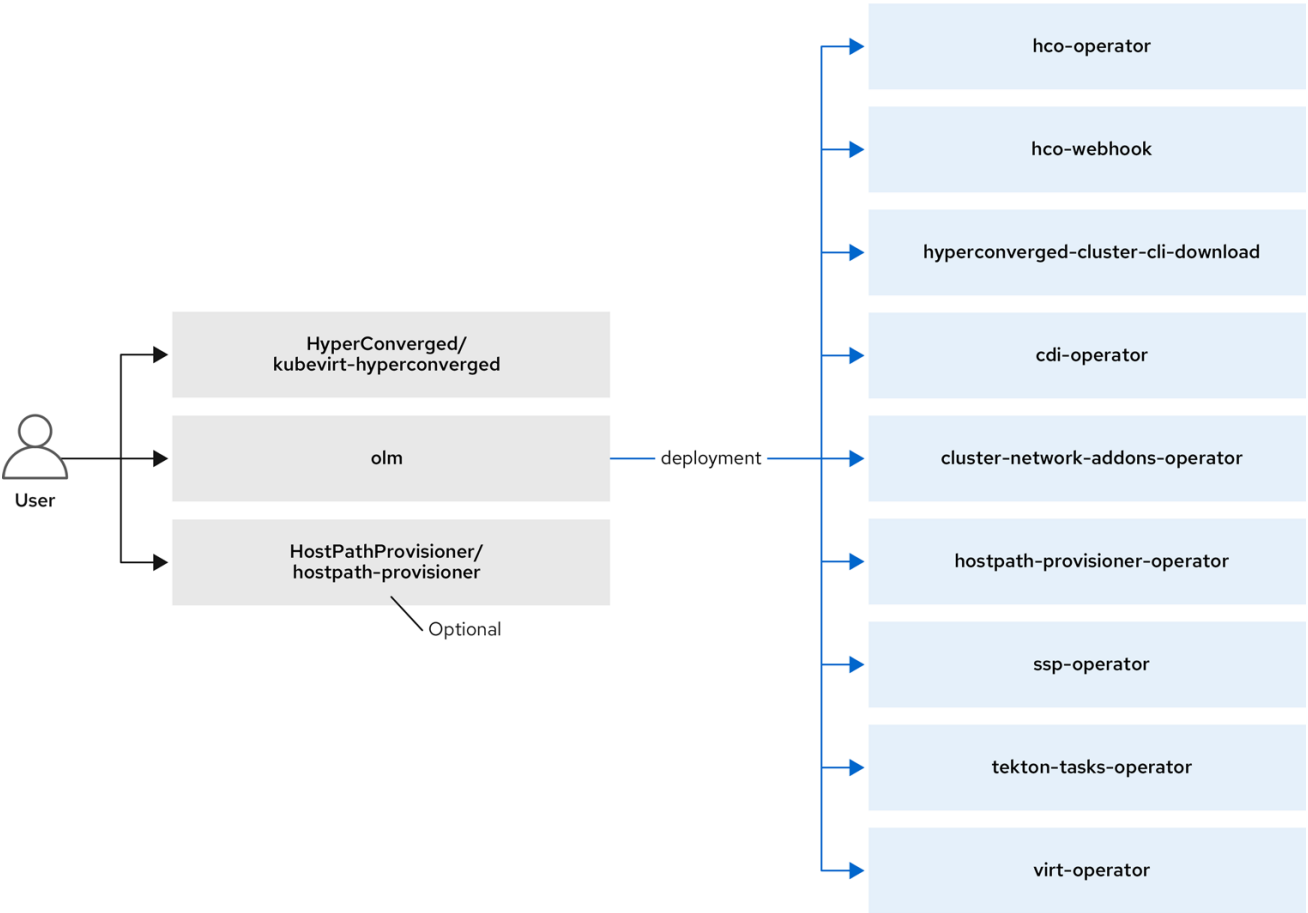 User
HyperConverged/
kubevirt-hyperconverged
olm
HostPathProvisioner/
hostpath-provisioner
Optional
deployment
hco-operator
hco-webhook
hyperconverged-cluster-cli-download
cdi-operator
cluster-network-addons-operator
hostpath-provisioner-operator
ssp-operator
tekton-tasks-operator
virt-operator